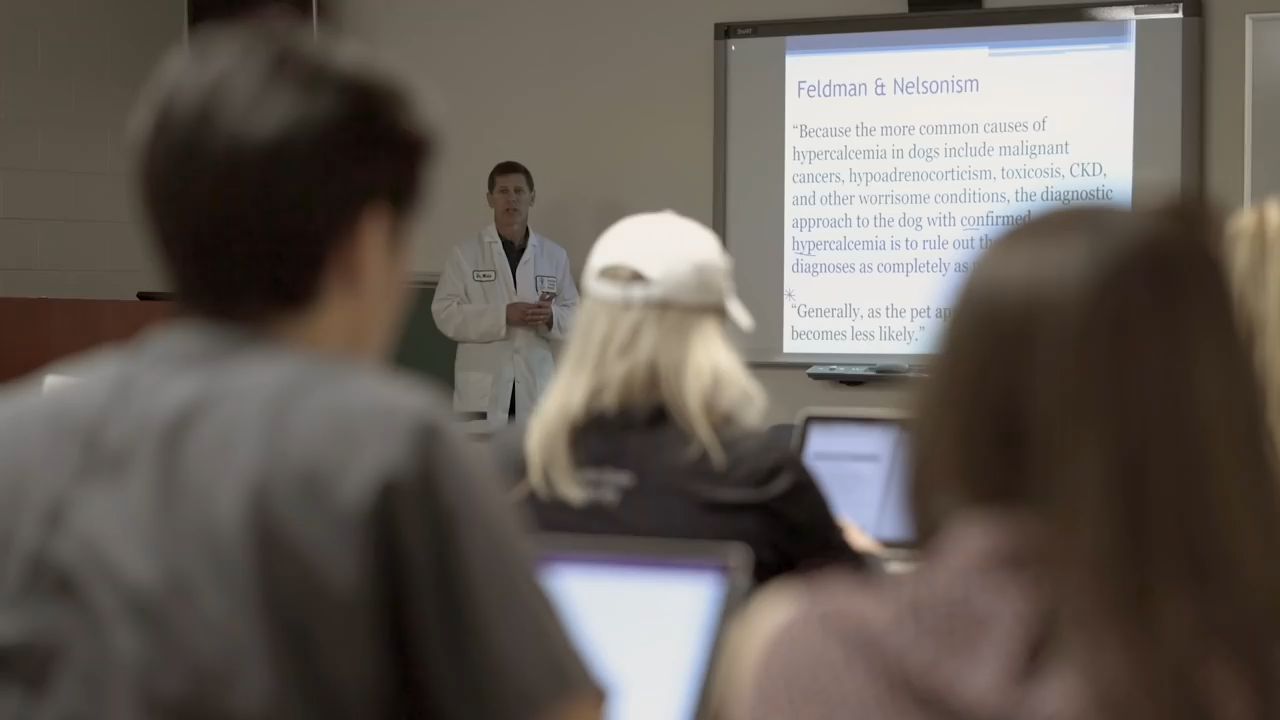 Feldman & Nelsonism
“Because the more common causes of
hypercalcemia in dogs include malignant
cancers, hypoadrenocorticism, toxicosis, CKD,
and other worrisome conditions, the diagnostic
approach to the dog with confirmed
hypercalcemia is to rule out
diagnoses as completely as
*
“Generally, as the pet
becomes less likely.”